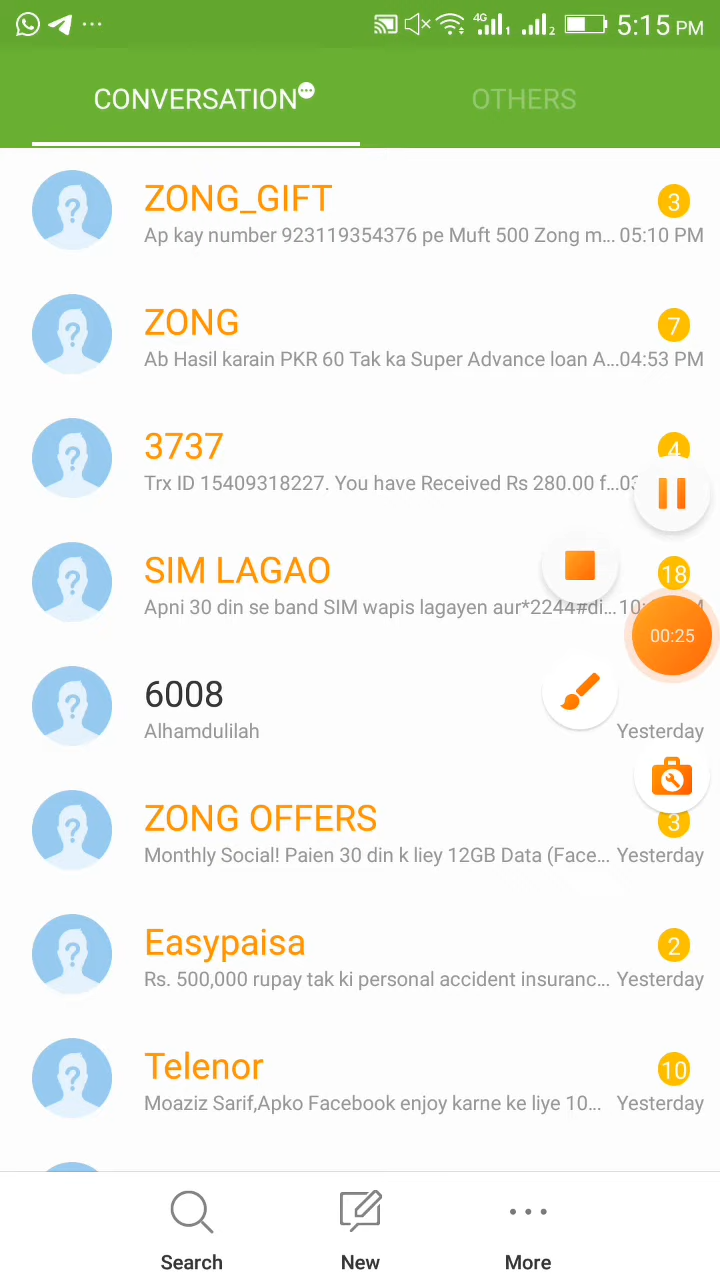 4G 1 2 5:15 PM
CONVERSATION OTHERS
ZONG_GIFT 3
Ap kay number 923119354376 pe Muft 500 Zong m... 05:10 PM
ZONG 7
Ab Hasil karain PKR 60 Tak ka Super Advance loan A...04:53 PM
3737 4
Trx ID 15409318227. You have Received Rs 280.00 f...
SIM LAGAO 18
Apni 30 din se band SIM wapis lagayen aur*2244#di...
00:25
6008
Alhamdulilah Yesterday
ZONG OFFERS 3
Monthly Social! Paien 30 din k liey 12GB Data (Face... Yesterday
Easypaisa 2
Rs. 500,000 rupay tak ki personal accident insuranc... Yesterday
Telenor 10
Moaziz Sarif,Apko Facebook enjoy karne ke liye 10... Yesterday
Search New More